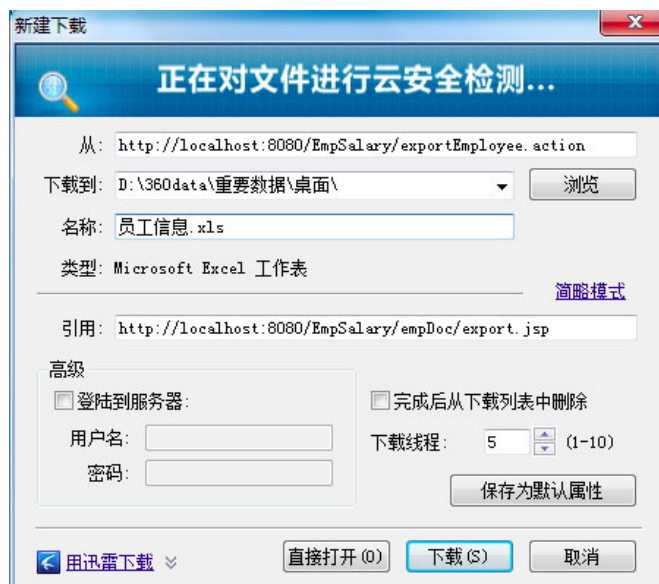 新建下载
正在对文件进行云安全检测...
从: http://localhost:8080/EmpSalary/exportEmployee.action
下载到: D:\360data\重要数据\桌面\ 浏览
名称: 员工信息.xls
类型: Microsoft Excel 工作表
简略模式
引用: http://localhost:8080/EmpSalary/empDoc/export.jsp
高级
登陆到服务器: 完成后从下载列表中删除
用户名: 下载线程: 5 (1-10)
密码: 保存为默认属性
用迅雷下载 直接打开(O) 下载(S) 取消